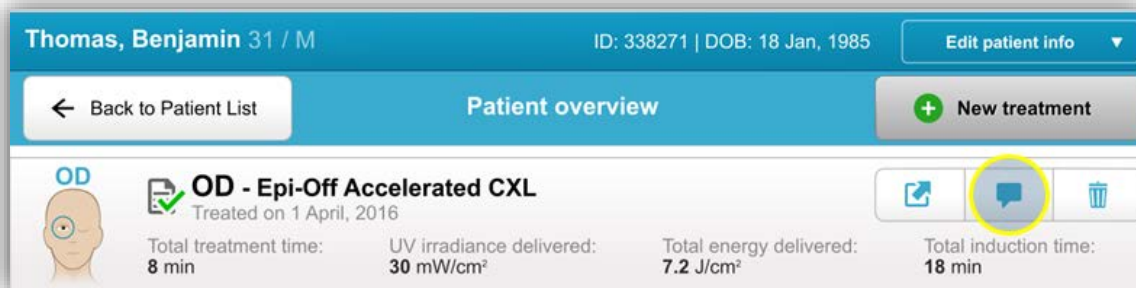 Thomas, Benjamin 31 / M ID: 338271 | DOB: 18 Jan, 1985 Edit patient info
Back to Patient List Patient overview New treatment
OD
OD - Epi-Off Accelerated CXL
Treated on 1 April, 2016
Total treatment time: UV irradiance delivered: Total energy delivered: Total induction time:
8 min 30 mW/cm² 7.2 J/cm² 18 min